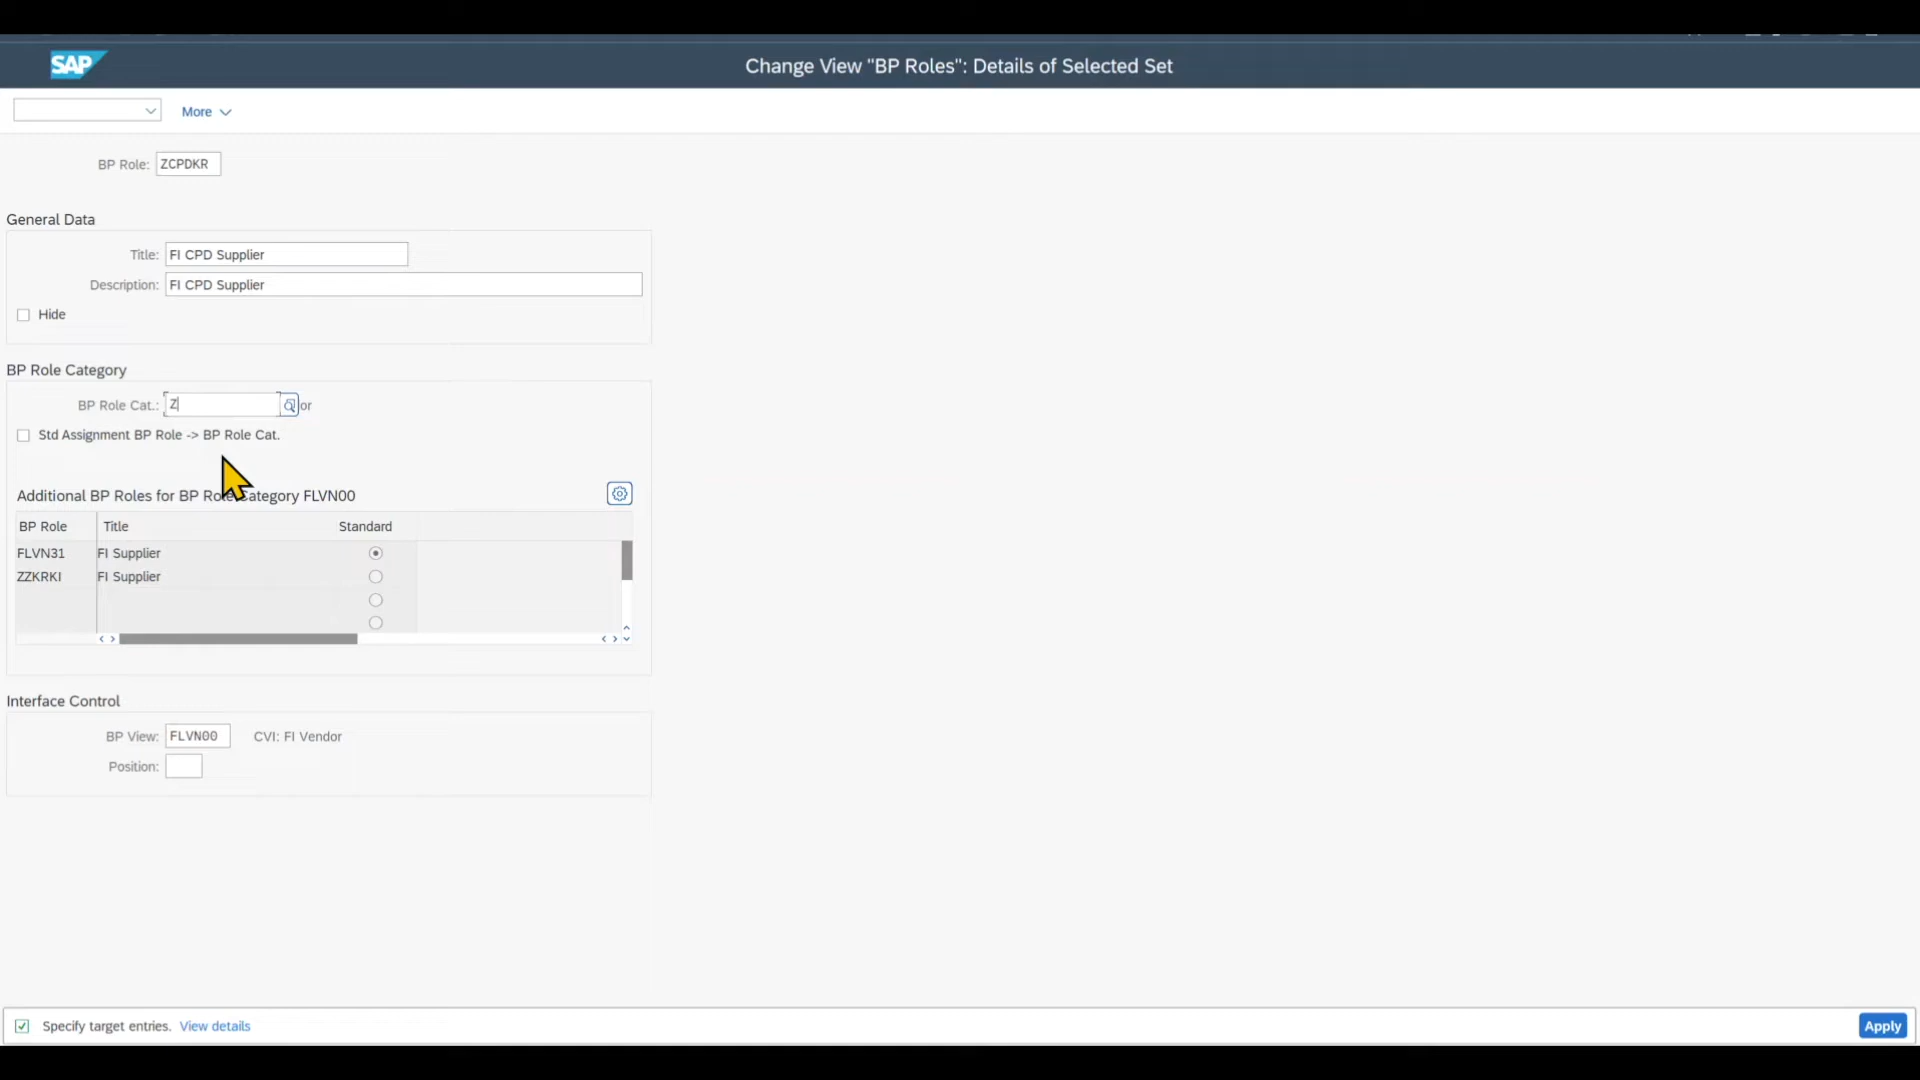 SAP
Change View "BP Roles": Details of Selected Set
More
BP Role: ZCPDKR
General Data
Title: FI CPD Supplier
Description: FI CPD Supplier
Hide
BP Role Category
BP Role Cat.: Z or
Std Assignment BP Role -> BP Role Cat.
Additional BP Roles for BP Role Category FLVN00
BP Role Title Standard
FLVN31 FI Supplier
ZZKRKI FI Supplier
Interface Control
BP View: FLVN00 CVI: FI Vendor
Position:
Specify target entries. View details
Apply